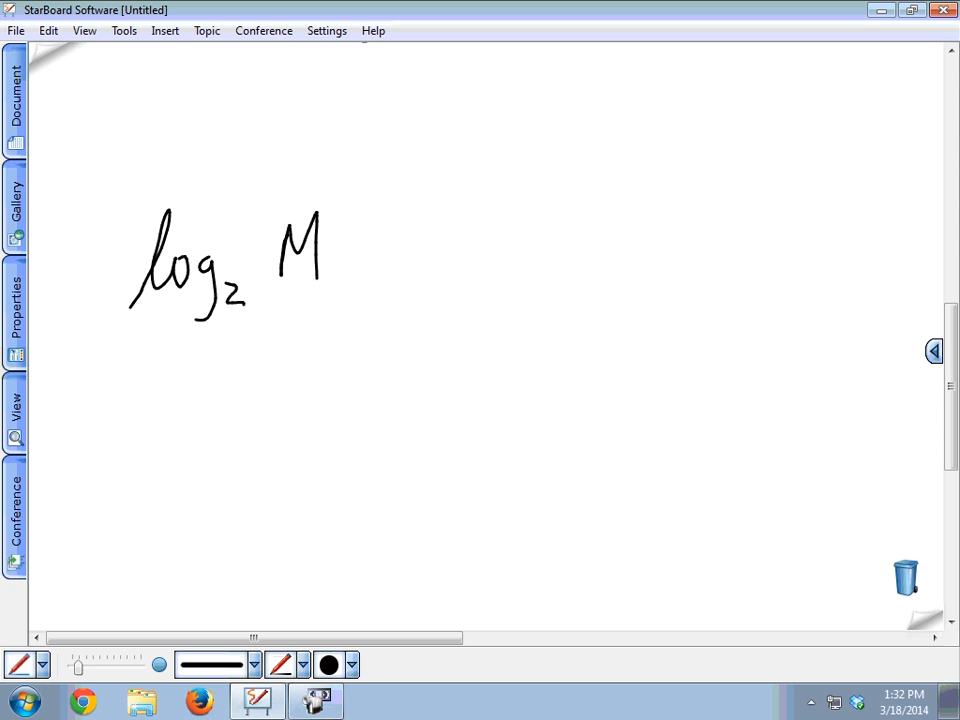 StarBoard Software [Untitled]
File Edit View Tools Insert Topic Conference Settings Help
Document
Gallery
Properties
View
Conference
log₂ M
1:32 PM
3/18/2014